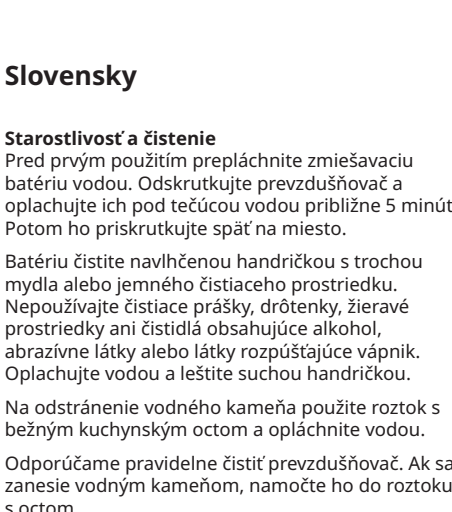 Slovensky
Starostlivosť a čistenie
Pred prvým použitím prepláchnite zmiešavaciu
batériu vodou. Odskrutkujte prevzdušňovač a
oplachujte ich pod tečúcou vodou približne 5 minút
Potom ho priskrutkujte späť na miesto.
Batériu čistite navlhčenou handričkou s trochou
mydla alebo jemného čistiaceho prostriedku.
Nepoužívajte čistiace prášky, drôtenky, žieravé
prostriedky ani čistidlá obsahujúce alkohol,
abrazívne látky alebo látky rozpúšťajúce vápnik.
Oplachujte vodou a leštite suchou handričkou.
Na odstránenie vodného kameňa použite roztok s
bežným kuchynským octom a opláchnite vodou.
Odporúčame pravidelne čistiť prevzdušňovač. Ak sa
zanesie vodným kameňom, namočte ho do roztoku
s octom